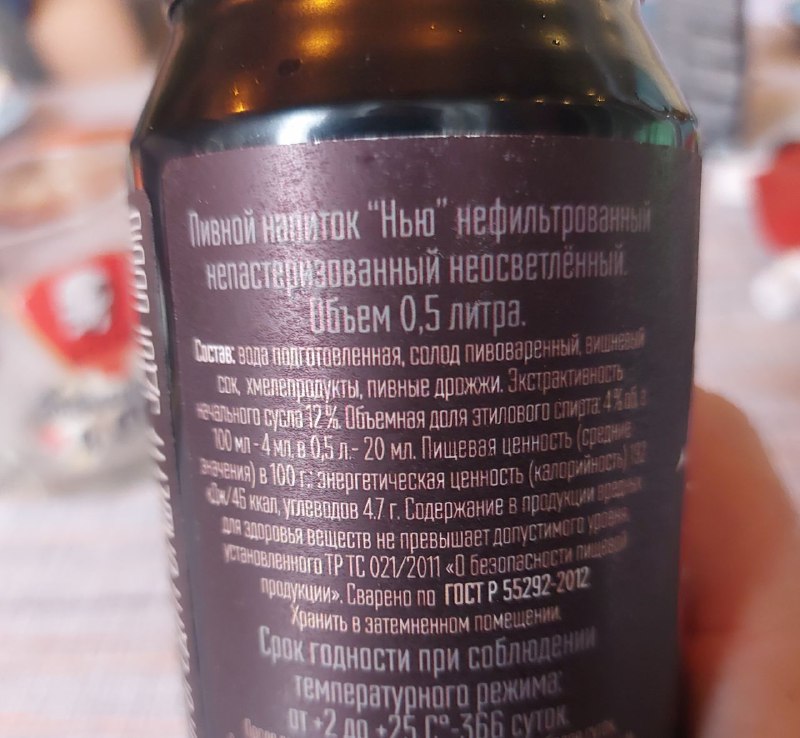 Пивной напиток “Нью” нефильтрованный
непастеризованный неосветлённый.
Объем 0,5 литра.
Состав: вода подготовленная, солод пивоваренный, вишневый
сок, хмелепродукты, пивные дрожжи. Экстрактивность
начального сусла 12%. Объемная доля этилового спирта: 4% об, в
100 мл - 4 мл, в 0,5 л.- 20 мл. Пищевая ценность (средние
значения) в 100 г.: энергетическая ценность (калорийность) 192
кДж/45 ккал, углеводов 4.7 г. Содержание в продукции вредных
для здоровья веществ не превышает допустимого уровня,
установленного ТР ТС 021/2011 «О безопасности пищевой
продукции». Сварено по ГОСТ Р 55292-2012
Хранить в затемненном помещении.
Срок годности при соблюдении
температурного режима:
от +2 до +25 С°-366 суток.
После